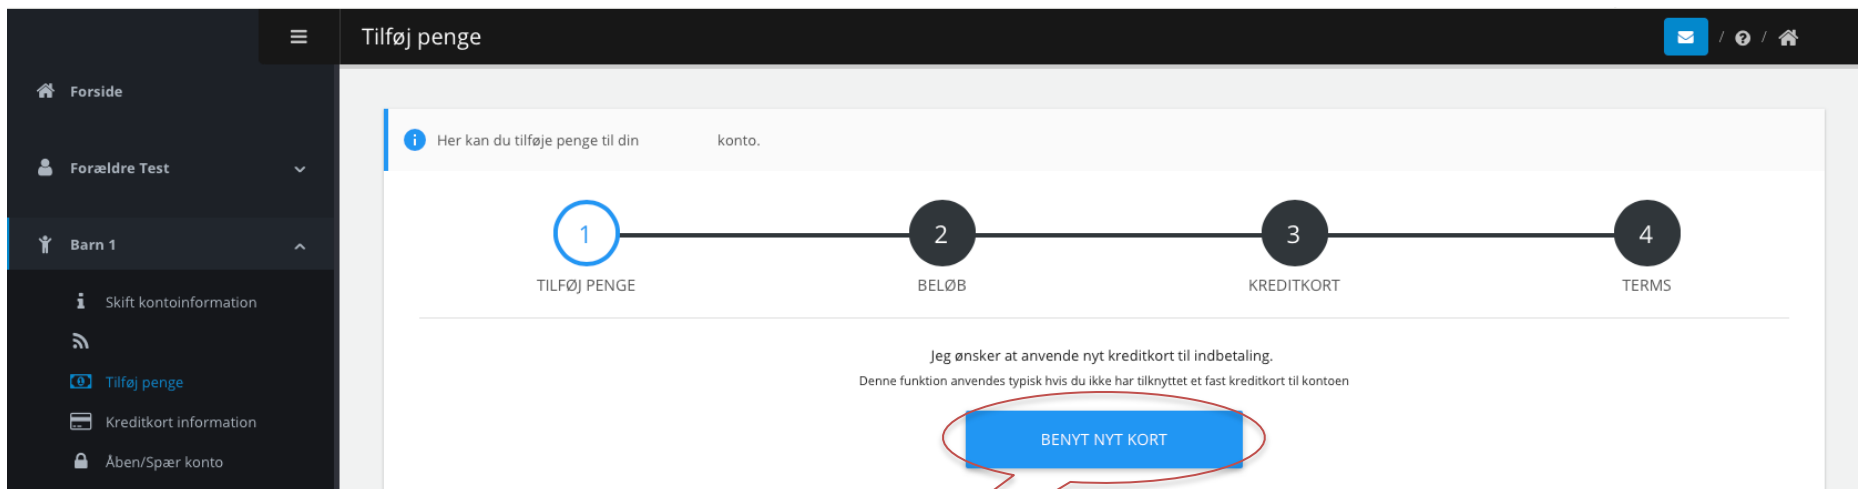 Tilføj penge
/ /
Forside
Forældre Test
Barn 1
Skift kontoinformation
Tilføj penge
Kreditkort information
Åben/Spær konto
Her kan du tilføje penge til din konto.
1 2 3 4
TILFØJ PENGE BELØB KREDITKORT TERMS
Jeg ønsker at anvende nyt kreditkort til indbetaling.
Denne funktion anvendes typisk hvis du ikke har tilknyttet et fast kreditkort til kontoen
BENYT NYT KORT